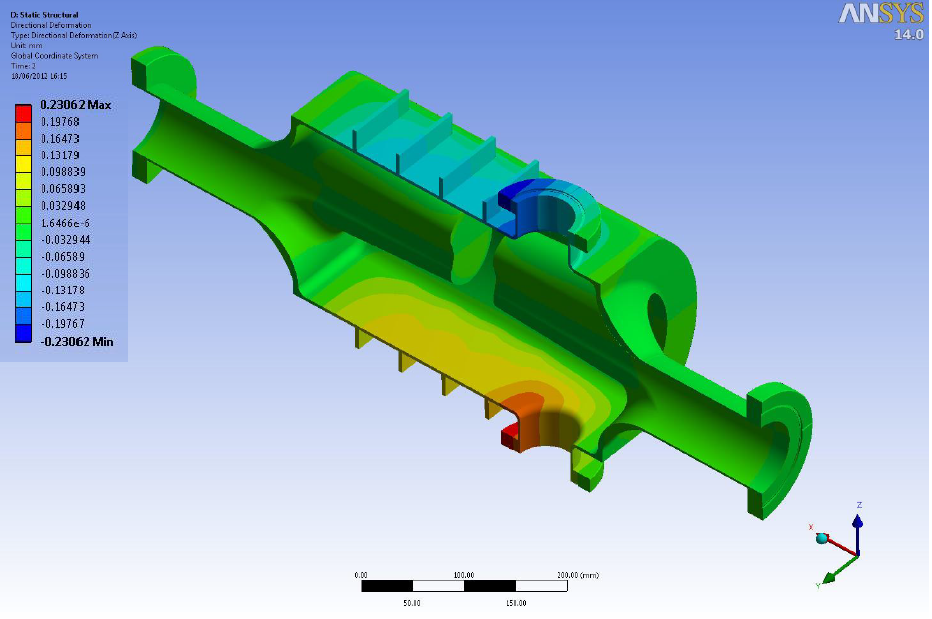 D: Static Structural
Directional Deformation
Type: Directional Deformation(Z Axis)
Unit: mm
Global Coordinate System
Time: 2
18/06/2012 16:15
ANSYS
14.0
0.23062 Max
0.19768
0.16473
0.13179
0.098839
0.065893
0.032948
1.6466e-6
-0.032944
-0.06589
-0.098836
-0.13178
-0.16473
-0.19767
-0.23062 Min
Z
X
Y
0.00
100.00
200.00 (mm)
50.00
150.00